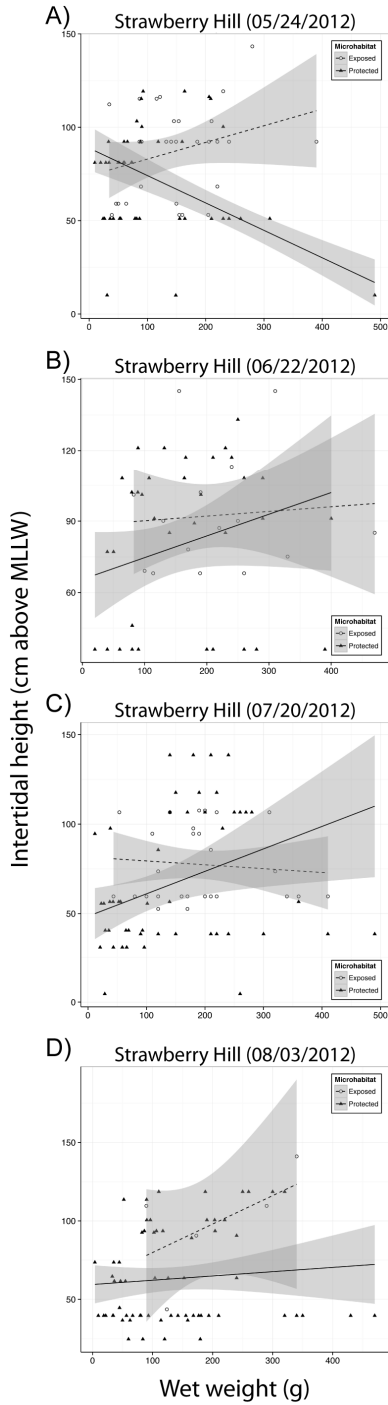 A) Strawberry Hill (05/24/2012)
150
Microhabitat
Exposed
Protected
100
50
0
0 100 200 300 400 500
B) Strawberry Hill (06/22/2012)
150
120
90
60
Microhabitat
Exposed
Protected
0 100 200 300 400 500
Intertidal height (cm above MLLW)
C) Strawberry Hill (07/20/2012)
150
100
50
0
Microhabitat
Exposed
Protected
0 100 200 300 400 500
D) Strawberry Hill (08/03/2012)
Microhabitat
Exposed
Protected
150
100
50
0 100 200 300 400 500
Wet weight (g)